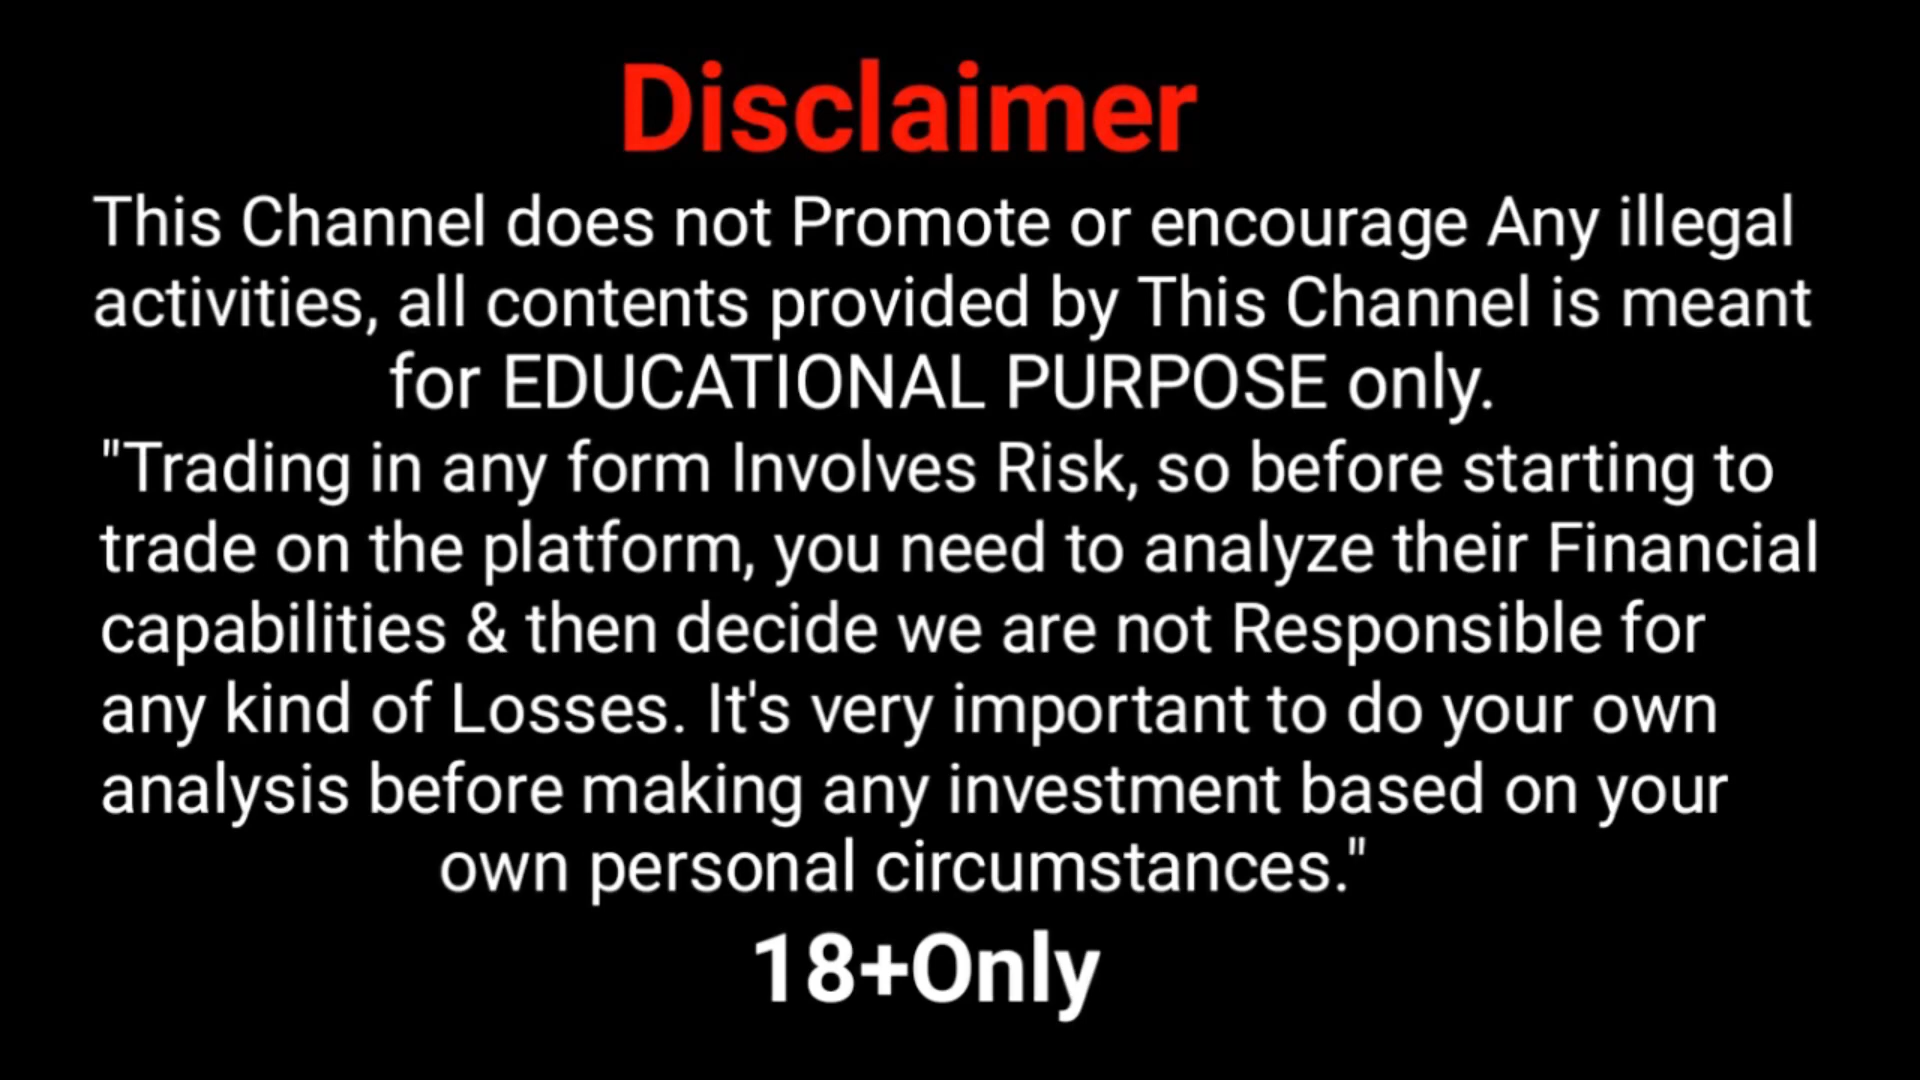 Disclaimer
This Channel does not Promote or encourage Any illegal
activities, all contents provided by This Channel is meant
for EDUCATIONAL PURPOSE only.
"Trading in any form Involves Risk, so before starting to
trade on the platform, you need to analyze their Financial
capabilities & then decide we are not Responsible for
any kind of Losses. It's very important to do your own
analysis before making any investment based on your
own personal circumstances."
18+Only